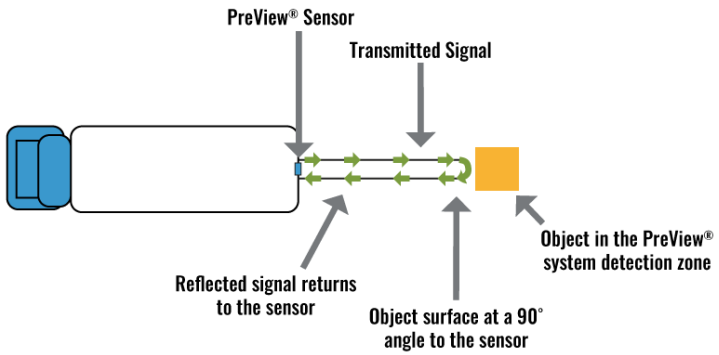 PreView® Sensor
Transmitted Signal
Object in the PreView®
system detection zone
Reflected signal returns
to the sensor
Object surface at a 90°
angle to the sensor